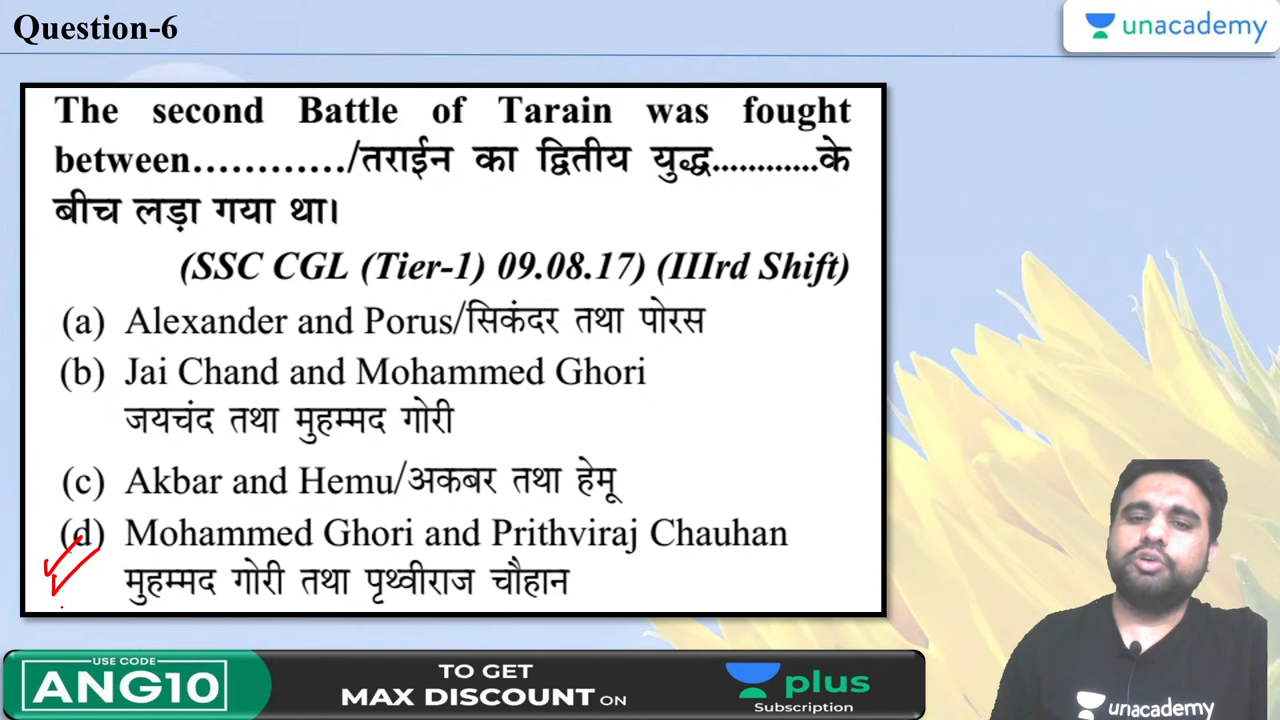 Question-6
unacademy
The second Battle of Tarain was fought
between…………/तराईन का द्वितीय युद्ध............के
बीच लड़ा गया था।
(SSC CGL (Tier-1) 09.08.17) (IIIrd Shift)
(a) Alexander and Porus/सिकंदर तथा पोरस
(b) Jai Chand and Mohammed Ghori
जयचंद तथा मुहम्मद गोरी
(c) Akbar and Hemu/अकबर तथा हेमू
(d) Mohammed Ghori and Prithviraj Chauhan
मुहम्मद गोरी तथा पृथ्वीराज चौहान
USE CODE
ANG10
TO GET
MAX DISCOUNT ON
plus
Subscription
unacademy